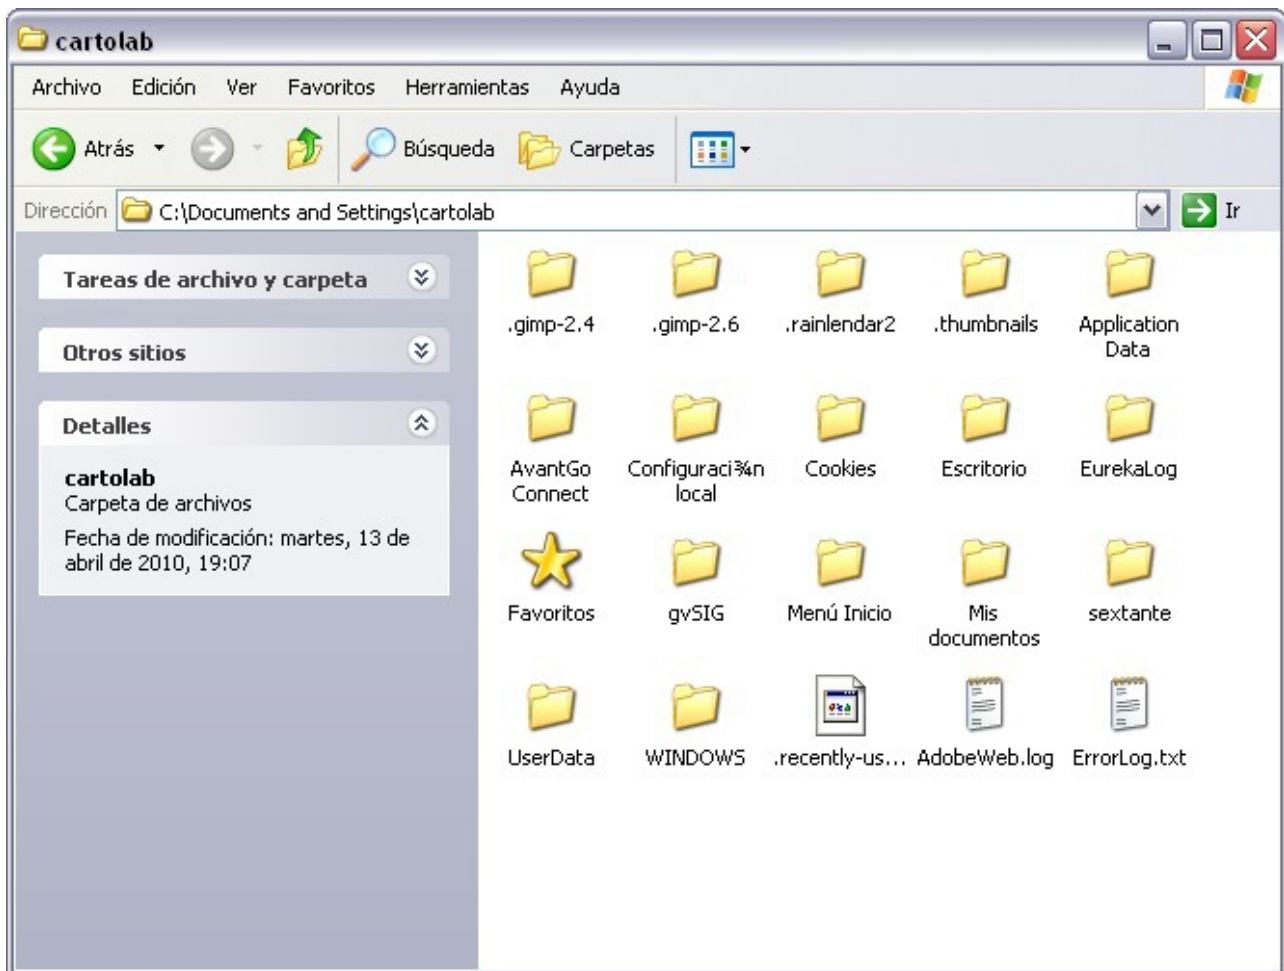 cartolab
Archivo Edición Ver Favoritos Herramientas Ayuda
Atrás Búsqueda Carpetas
Dirección C:\Documents and Settings\cartolab Ir
Tareas de archivo y carpeta
Otros sitios
Detalles
cartolab
Carpeta de archivos
Fecha de modificación: martes, 13 de
abril de 2010, 19:07
.gimp-2.4 .gimp-2.6 .rainlendar2 .thumbnails Application
Data
AvantGo Configuraci¾n Cookies Escritorio EurekaLog
Connect local
Favoritos gvSIG Menú Inicio Mis sextante
documentos
UserData WINDOWS .recently-us... AdobeWeb.log ErrorLog.txt